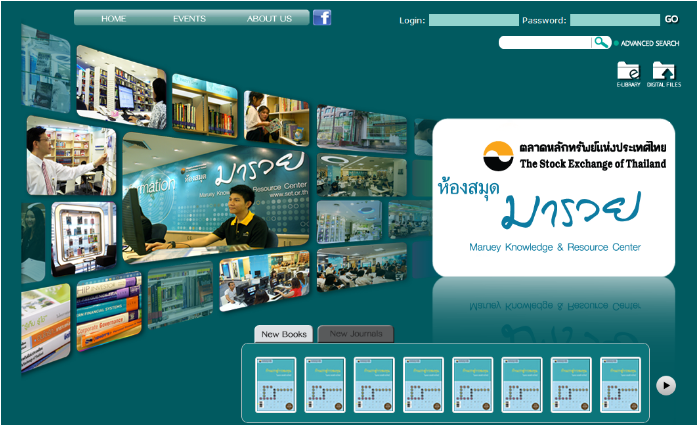 HOME EVENTS ABOUT US
Login: Password: GO
ADVANCED SEARCH
E-LIBRARY DIGITAL FILES
ตลาดหลักทรัพย์แห่งประเทศไทย
The Stock Exchange of Thailand
ห้องสมุด
มารวย
Maruey Knowledge & Resource Center
ห้องสมุด มารวย
Maruey Knowledge & Resource Center
www.set.or.th
Corporate Governance
New Books New Journals